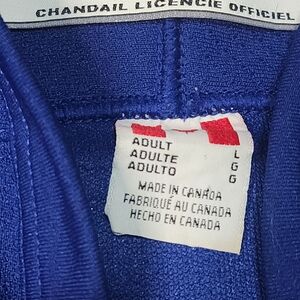 CHANDAIL LICENCIE OFFICIEL
ADULT L
ADULTE G
ADULTO G
MADE IN CANADA
FABRIQUÉ AU CANADA
HECHO EN CANADA